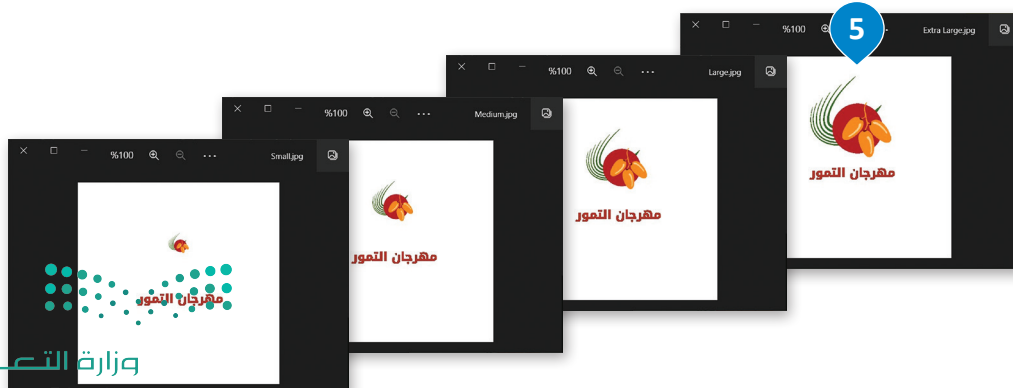 5
%100
Extra Large.jpg
%100
Large.jpg
%100
Medium.jpg
%100
Small.jpg
مهرجان التمور
مهرجان التمور
مهرجان التمور
مهرجان التمور
وزارة